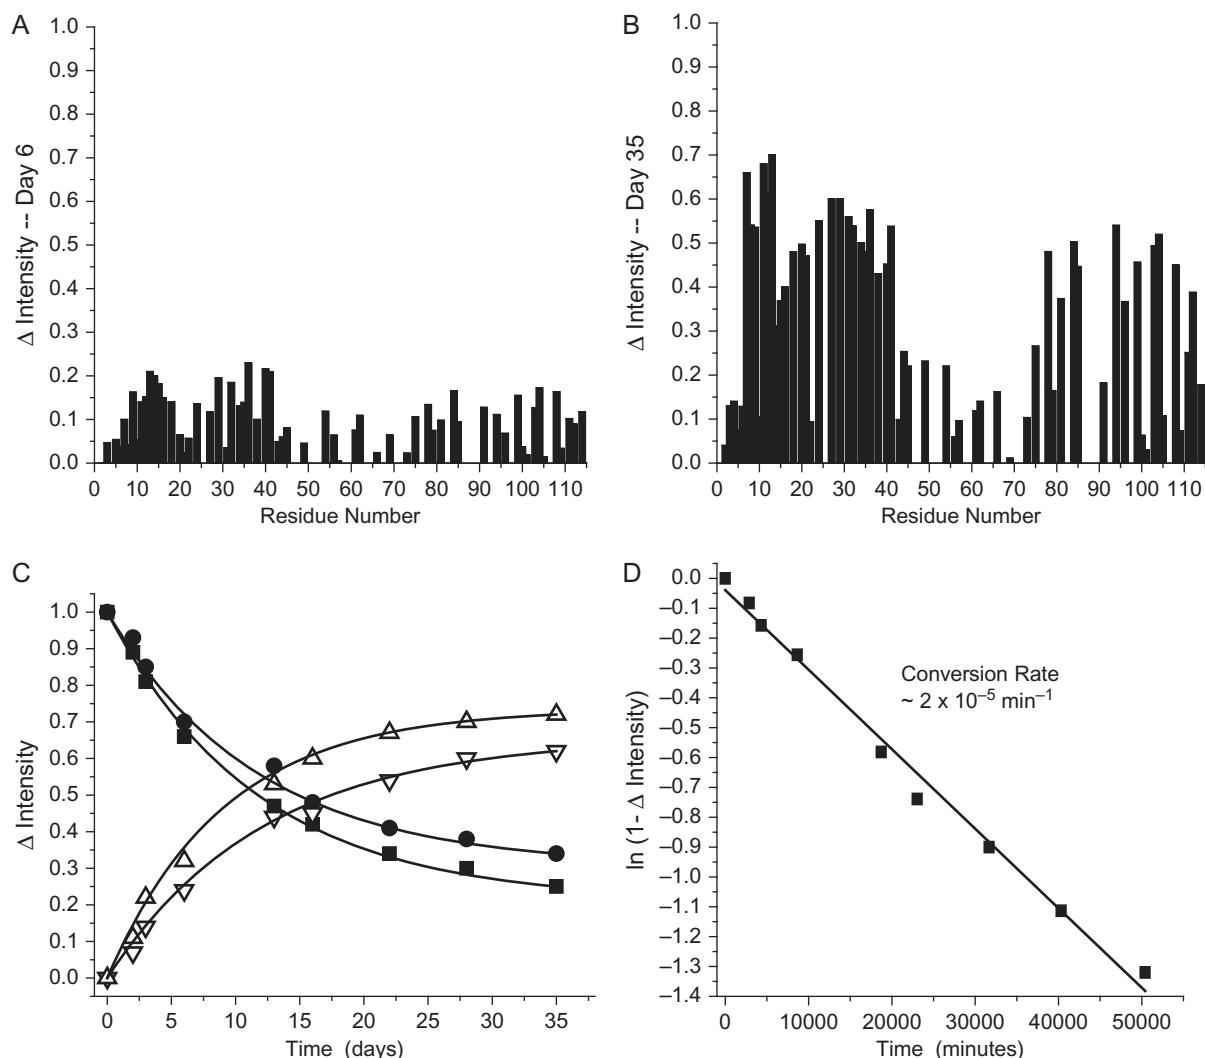 A
1.0
0.9
0.8
0.7
0.6
0.5
0.4
0.3
0.2
0.1
0.0
Δ Intensity -- Day 6
0 10 20 30 40 50 60 70 80 90 100 110
Residue Number
B
1.0
0.9
0.8
0.7
0.6
0.5
0.4
0.3
0.2
0.1
0.0
Δ Intensity -- Day 35
0 10 20 30 40 50 60 70 80 90 100 110
Residue Number
C
1.0
0.9
0.8
0.7
0.6
0.5
0.4
0.3
0.2
0.1
0.0
Δ Intensity
0 5 10 15 20 25 30 35
Time (days)
D
0.0
–0.1
–0.2
–0.3
–0.4
–0.5
–0.6
–0.7
–0.8
–0.9
–1.0
–1.1
–1.2
–1.3
–1.4
ln (1- Δ Intensity)
Conversion Rate
~ 2 x 10⁻⁵ min⁻¹
0 10000 20000 30000 40000 50000
Time (minutes)